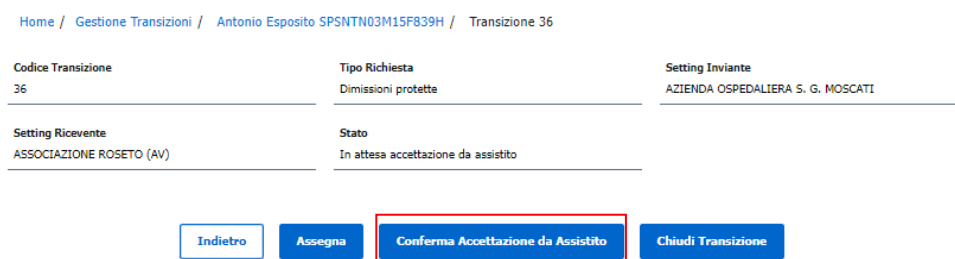 Home / Gestione Transizioni / Antonio Esposito SPSNTN03M15F839H / Transizione 36
Codice Transizione Tipo Richiesta Setting Inviante
36 Dimissioni protette AZIENDA OSPEDALIERA S. G. MOSCATI
Setting Ricevente Stato
ASSOCIAZIONE ROSETO (AV) In attesa accettazione da assistito
Indietro Assegna Conferma Accettazione da Assistito Chiudi Transizione